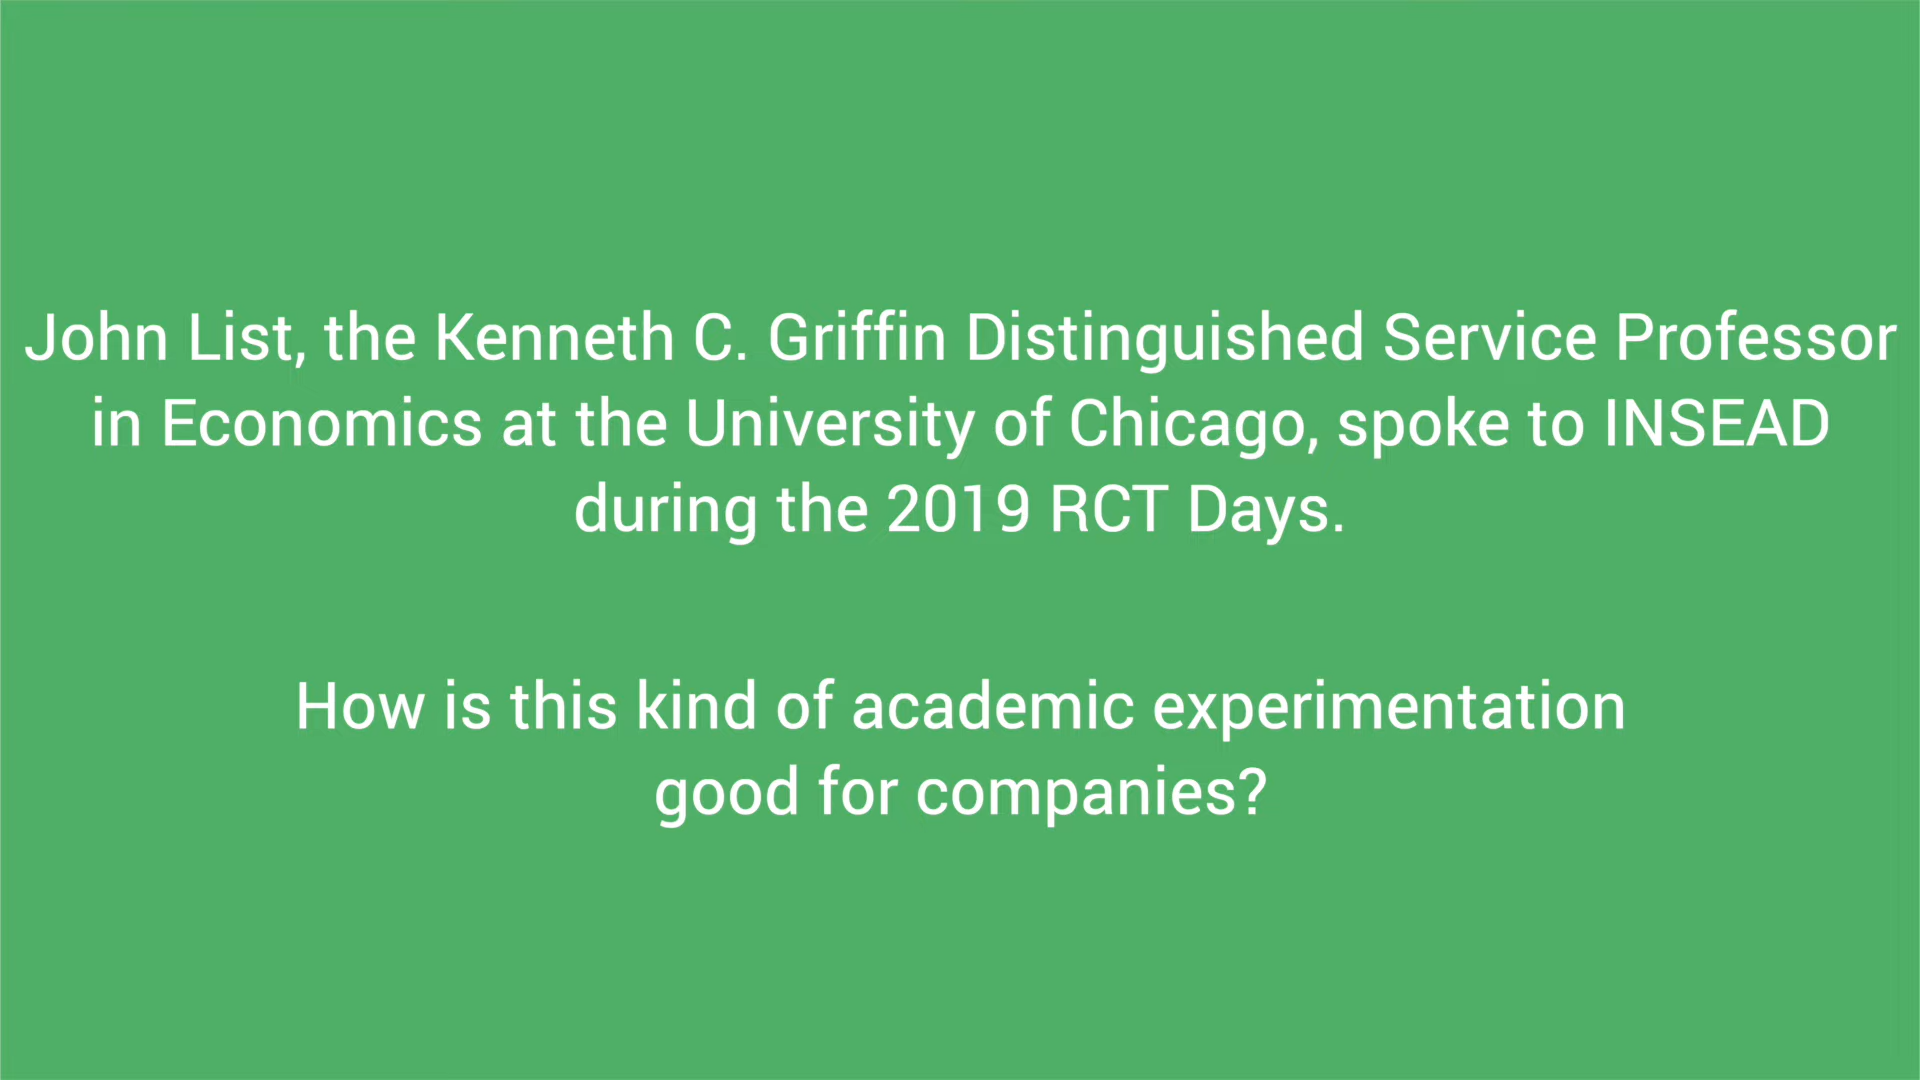 John List, the Kenneth C. Griffin Distinguished Service Professor
in Economics at the University of Chicago, spoke to INSEAD
during the 2019 RCT Days.
How is this kind of academic experimentation
good for companies?